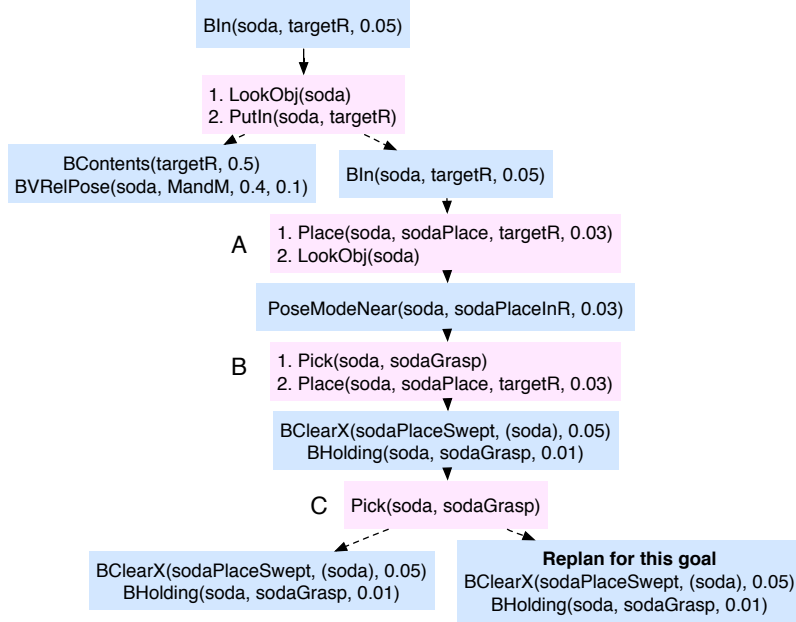 BIn(soda, targetR, 0.05)
1. LookObj(soda)
2. PutIn(soda, targetR)
BContents(targetR, 0.5)
BVRelPose(soda, MandM, 0.4, 0.1)
BIn(soda, targetR, 0.05)
A
1. Place(soda, sodaPlace, targetR, 0.03)
2. LookObj(soda)
PoseModeNear(soda, sodaPlaceInR, 0.03)
B
1. Pick(soda, sodaGrasp)
2. Place(soda, sodaPlace, targetR, 0.03)
BClearX(sodaPlaceSwept, (soda), 0.05)
BHolding(soda, sodaGrasp, 0.01)
C
Pick(soda, sodaGrasp)
BClearX(sodaPlaceSwept, (soda), 0.05)
BHolding(soda, sodaGrasp, 0.01)
Replan for this goal
BClearX(sodaPlaceSwept, (soda), 0.05)
BHolding(soda, sodaGrasp, 0.01)